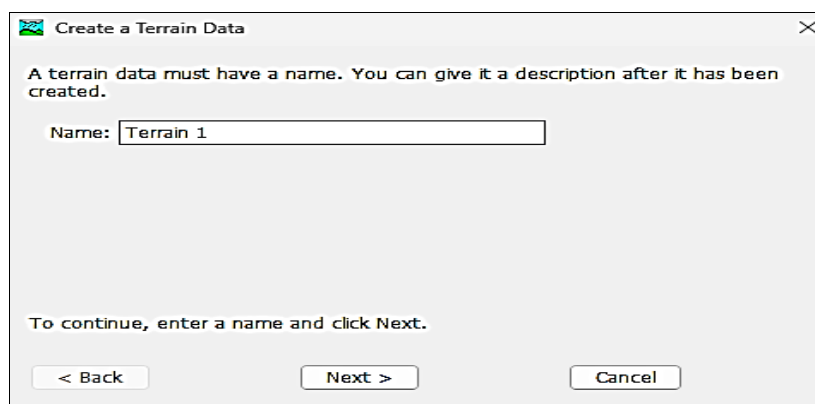 Create a Terrain Data
A terrain data must have a name. You can give it a description after it has been
created.
Name: Terrain 1
To continue, enter a name and click Next.
< Back Next > Cancel